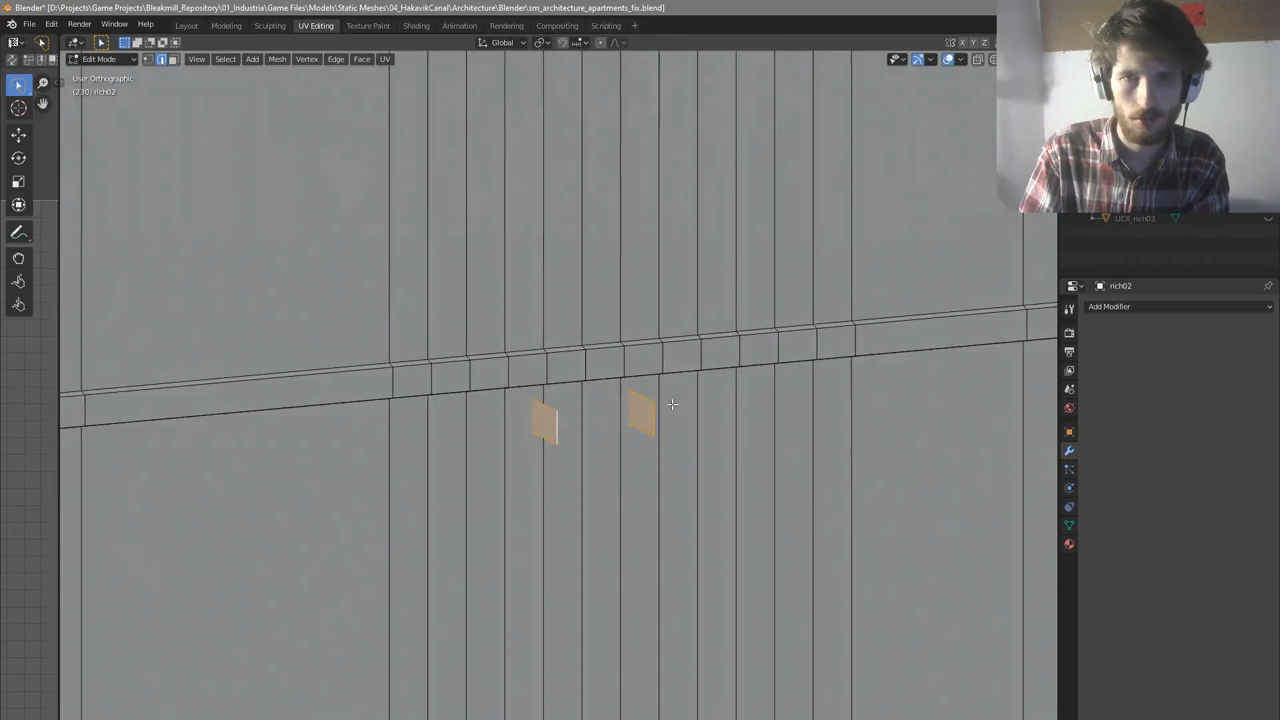 Blender* [D:\Projects\Game Projects\Bleakmill_Repository\01_Industria\Game Files\Models\Static Meshes\04_HakavikCanal\Architecture\Blender\sm_architecture_apartments_fix.blend]
File Edit Render Window Help Layout Modeling Sculpting UV Editing Texture Paint Shading Animation Rendering Compositing Scripting +
Global X Y Z
Edit Mode View Select Add Mesh Vertex Edge Face UV
User Orthographic
(230) rich02
UCX_rich03
rich02
Add Modifier